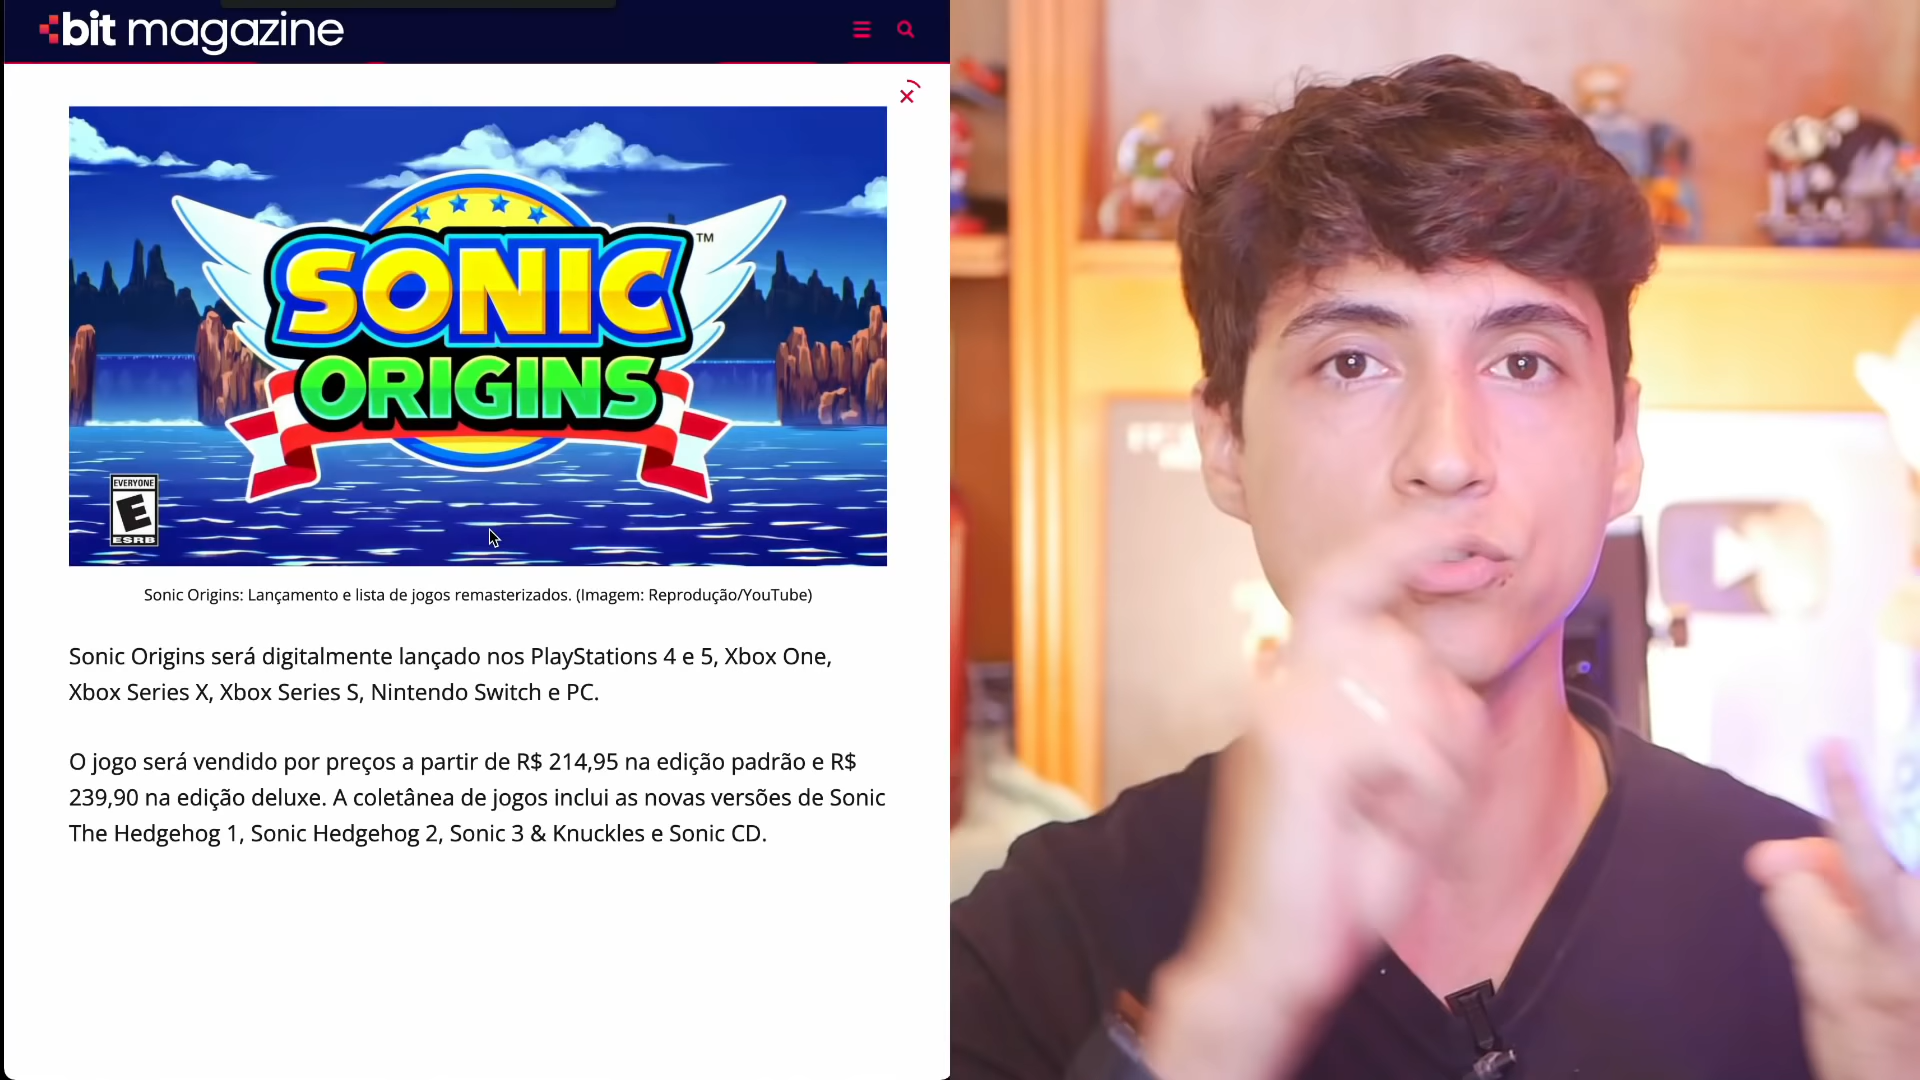 bit magazine
SONIC
TM
ORIGINS
EVERYONE
E
ESRB
Sonic Origins: Lançamento e lista de jogos remasterizados. (Imagem: Reprodução/YouTube)
Sonic Origins será digitalmente lançado nos PlayStations 4 e 5, Xbox One,
Xbox Series X, Xbox Series S, Nintendo Switch e PC.
O jogo será vendido por preços a partir de R$ 214,95 na edição padrão e R$
239,90 na edição deluxe. A coletânea de jogos inclui as novas versões de Sonic
The Hedgehog 1, Sonic Hedgehog 2, Sonic 3 & Knuckles e Sonic CD.